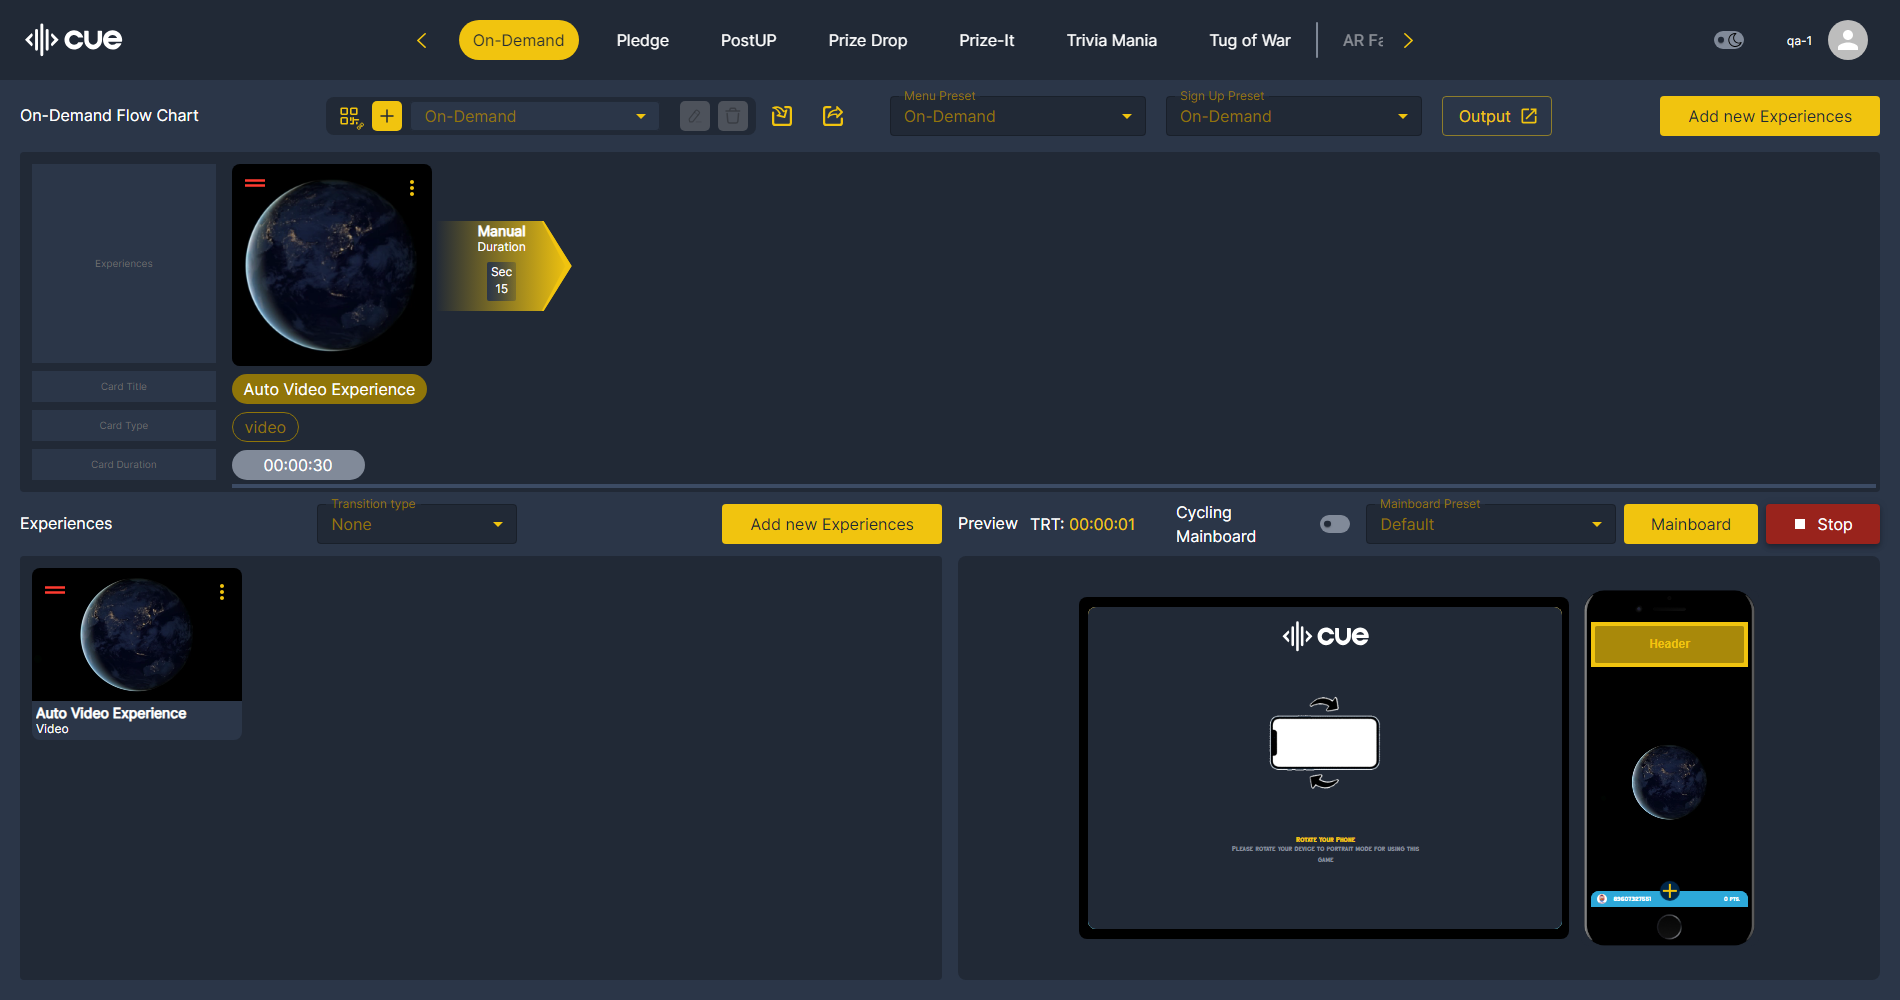 cue
On-Demand
Pledge
PostUP
Prize Drop
Prize-It
Trivia Mania
Tug of War
AR Fa
qa-1
On-Demand Flow Chart
On-Demand
Menu Preset
On-Demand
Sign Up Preset
On-Demand
Output
Add new Experiences
Experiences
Manual
Duration
Sec
15
Card Title
Auto Video Experience
Card Type
video
Card Duration
00:00:30
Experiences
Transition type
None
Add new Experiences
Preview
TRT: 00:00:01
Cycling
Mainboard
Mainboard Preset
Default
Mainboard
Stop
Auto Video Experience
Video
cue
Rotate Your Phone
Please rotate your device to portrait mode for using this
game
Header
0 PTS.